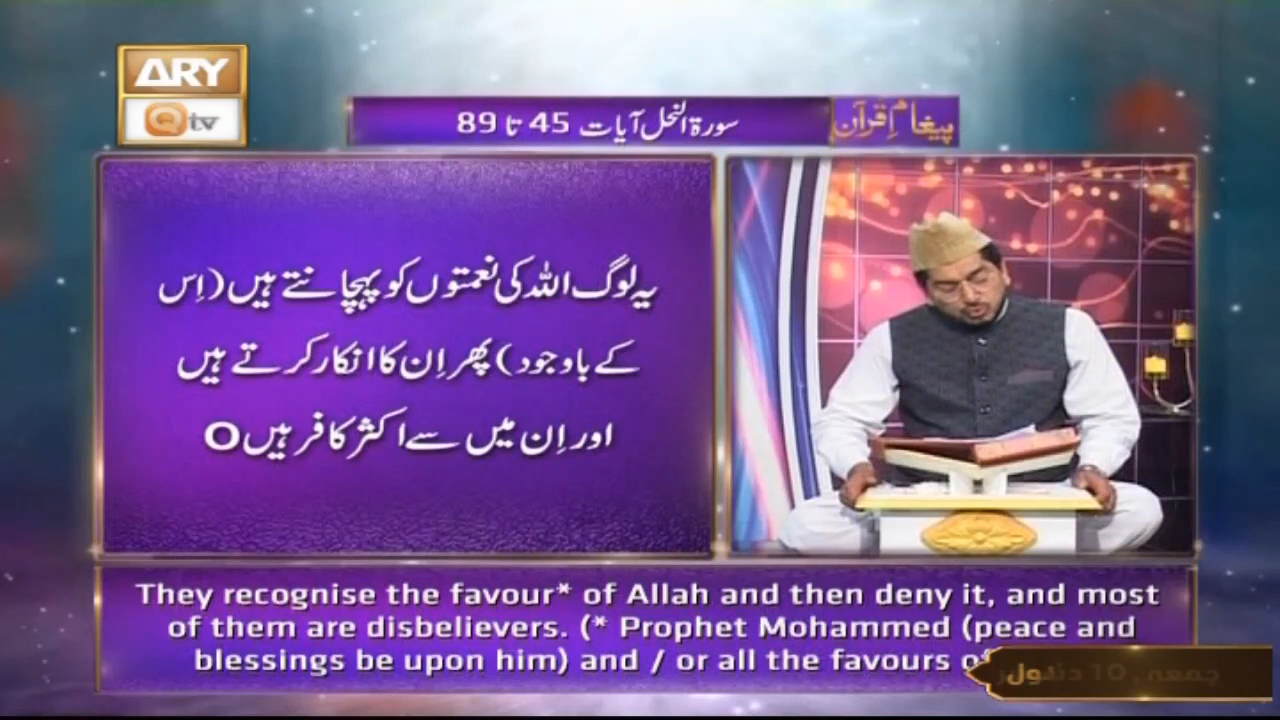 ARY
Qtv
پیغامِ قرآن
سورۃ النحل آیات 45 تا 89
یہ لوگ اللہ کی نعمتوں کو پہچانتے ہیں (اِس
کے باوجود) پھر اِن کا انکار کرتے ہیں
اور اِن میں سے اکثر کافر ہیںO
They recognise the favour* of Allah and then deny it, and most
of them are disbelievers. (* Prophet Mohammed (peace and
blessings be upon him) and / or all the favours
10